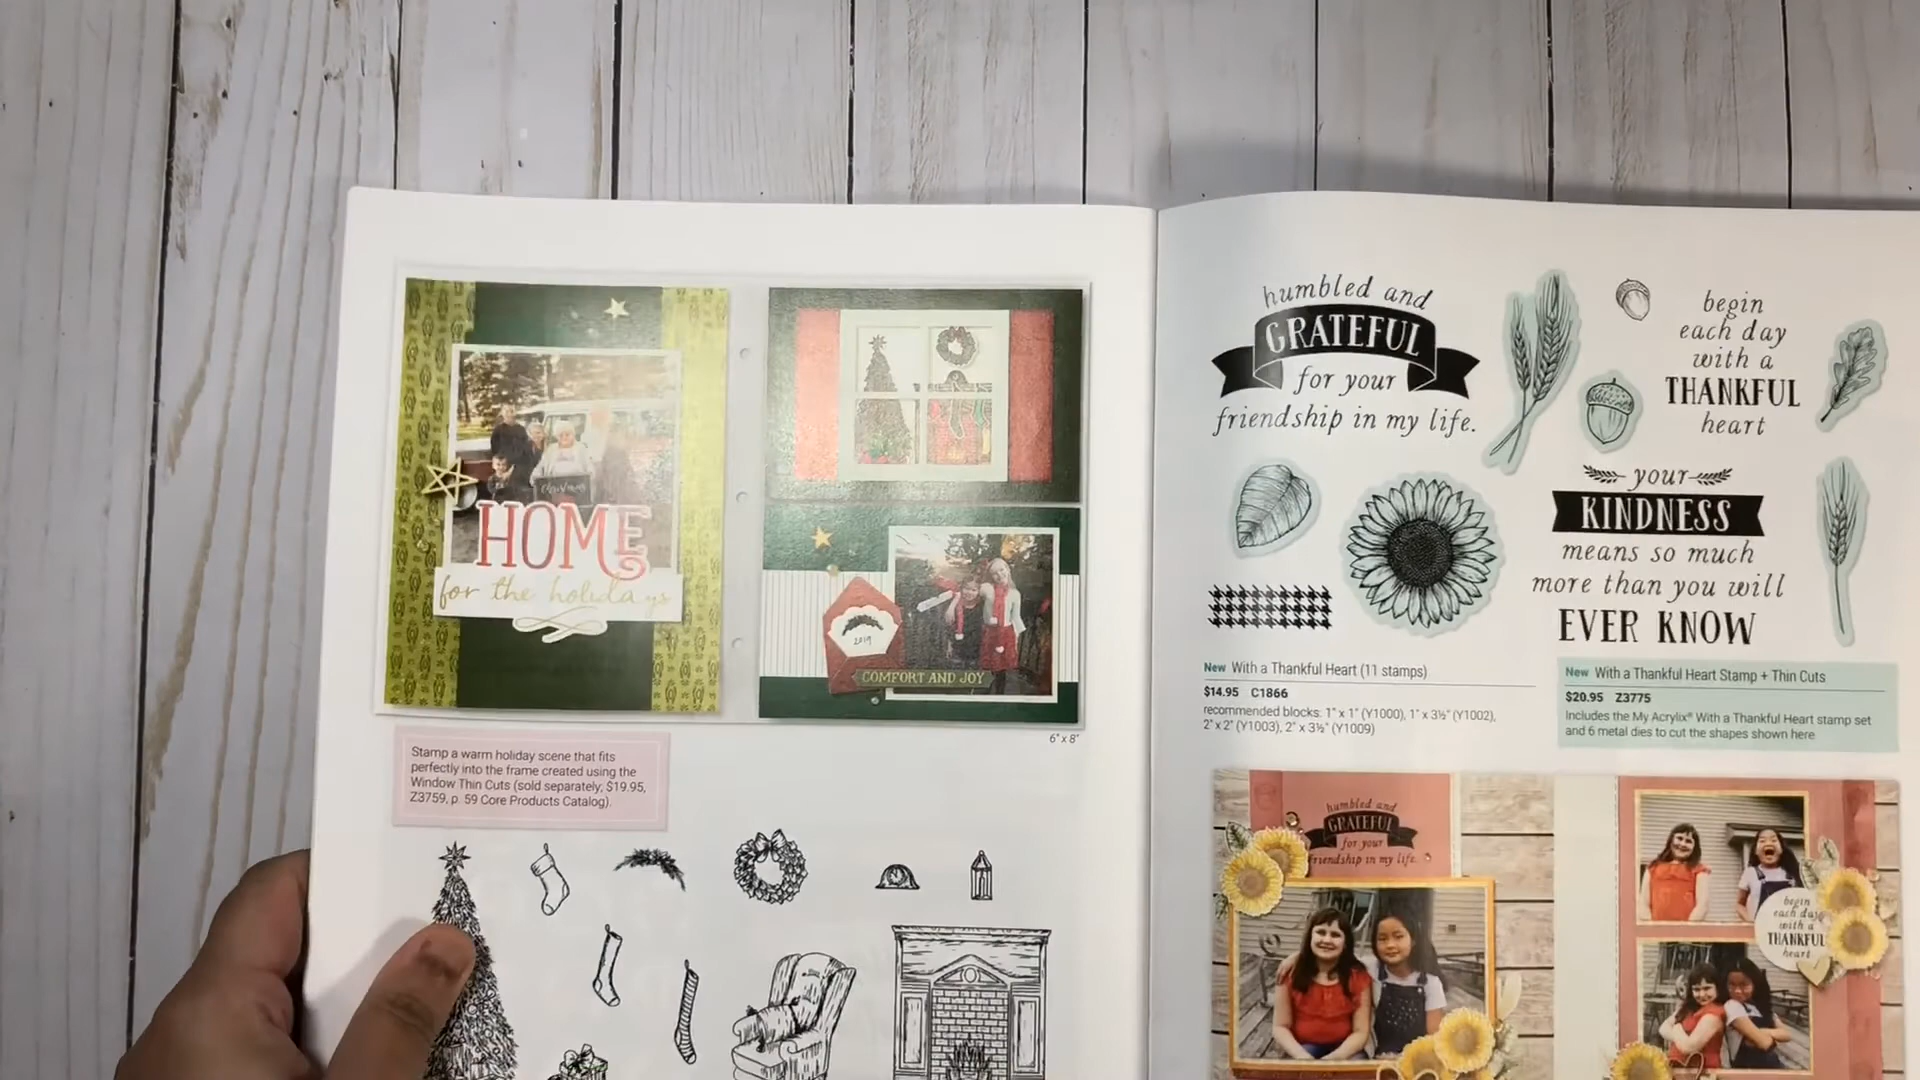 Christmas
HOME
for the holidays
2019
COMFORT AND JOY
6" x 8"
Stamp a warm holiday scene that fits
perfectly into the frame created using the
Window Thin Cuts (sold separately, $19.95,
Z3759, p. 59 Core Products Catalog).
humbled and
GRATEFUL
for your
friendship in my life.
begin
each day
with a
THANKFUL
heart
your
KINDNESS
means so much
more than you will
EVER KNOW
New With a Thankful Heart (11 stamps)
$14.95 C1866
recommended blocks: 1" x 1" (Y1000), 1" x 3½" (Y1002),
2" x 2" (Y1003), 2" x 3½" (Y1009)
New With a Thankful Heart Stamp + Thin Cuts
$20.95 Z3775
Includes the My Acrylix® With a Thankful Heart stamp set
and 6 metal dies to cut the shapes shown here
humbled and
GRATEFUL
for your
friendship in my life.
begin
each day
with a
THANKFUL
heart